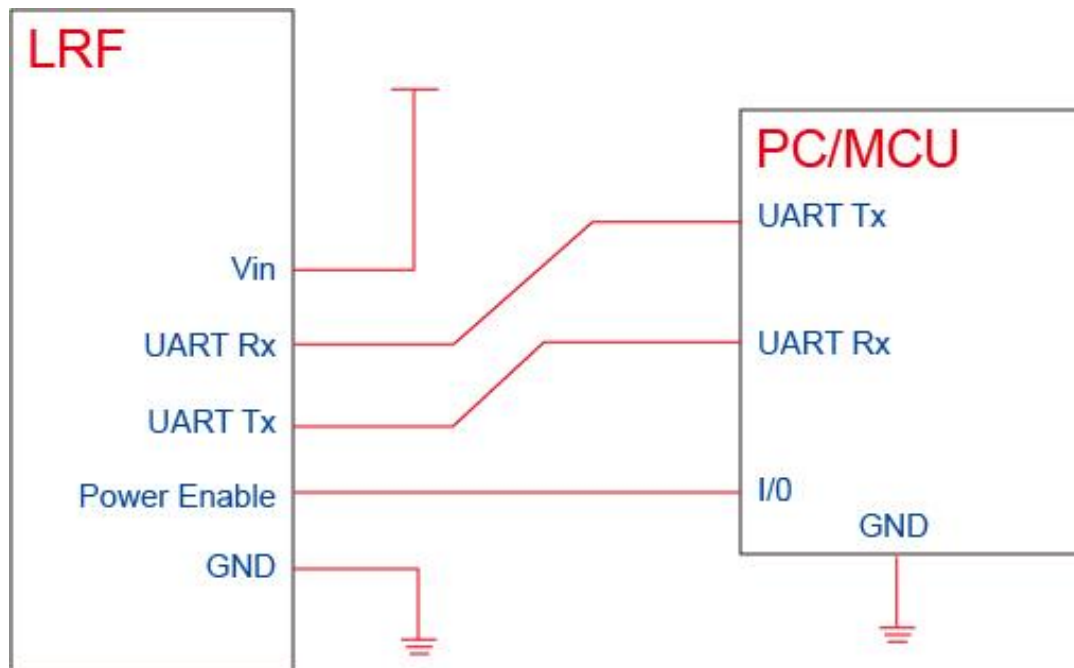 LRF
PC/MCU
UART Tx
Vin
UART Rx
UART Rx
UART Tx
Power Enable
I/0
GND
GND